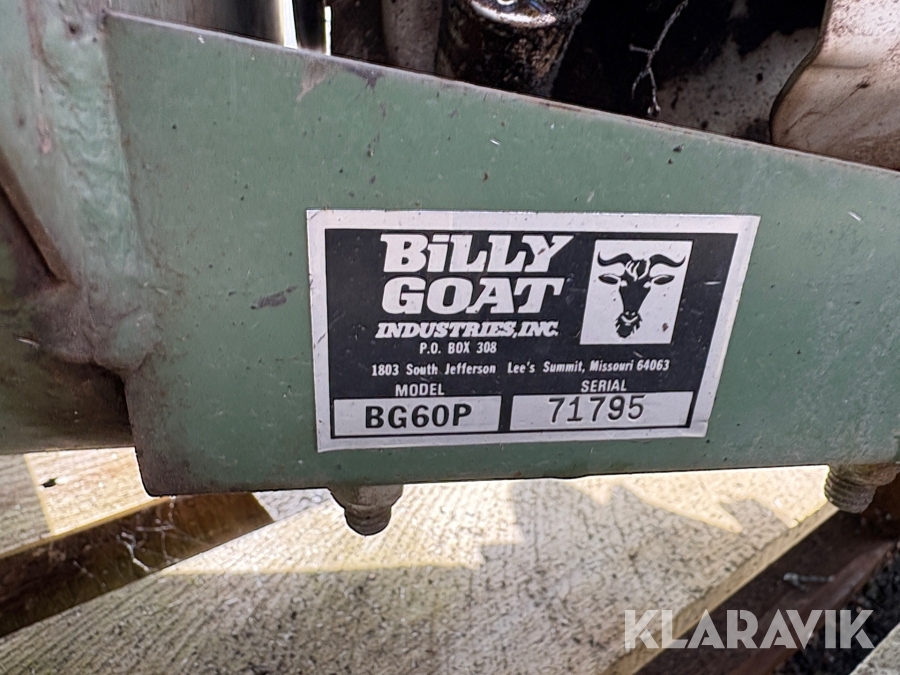 BiLLY
GOAT
INDUSTRIES, INC.
P.O. BOX 308
1803 South Jefferson Lee's Summit, Missouri 64063
MODEL SERIAL
BG60P 71795
KLARAVIK